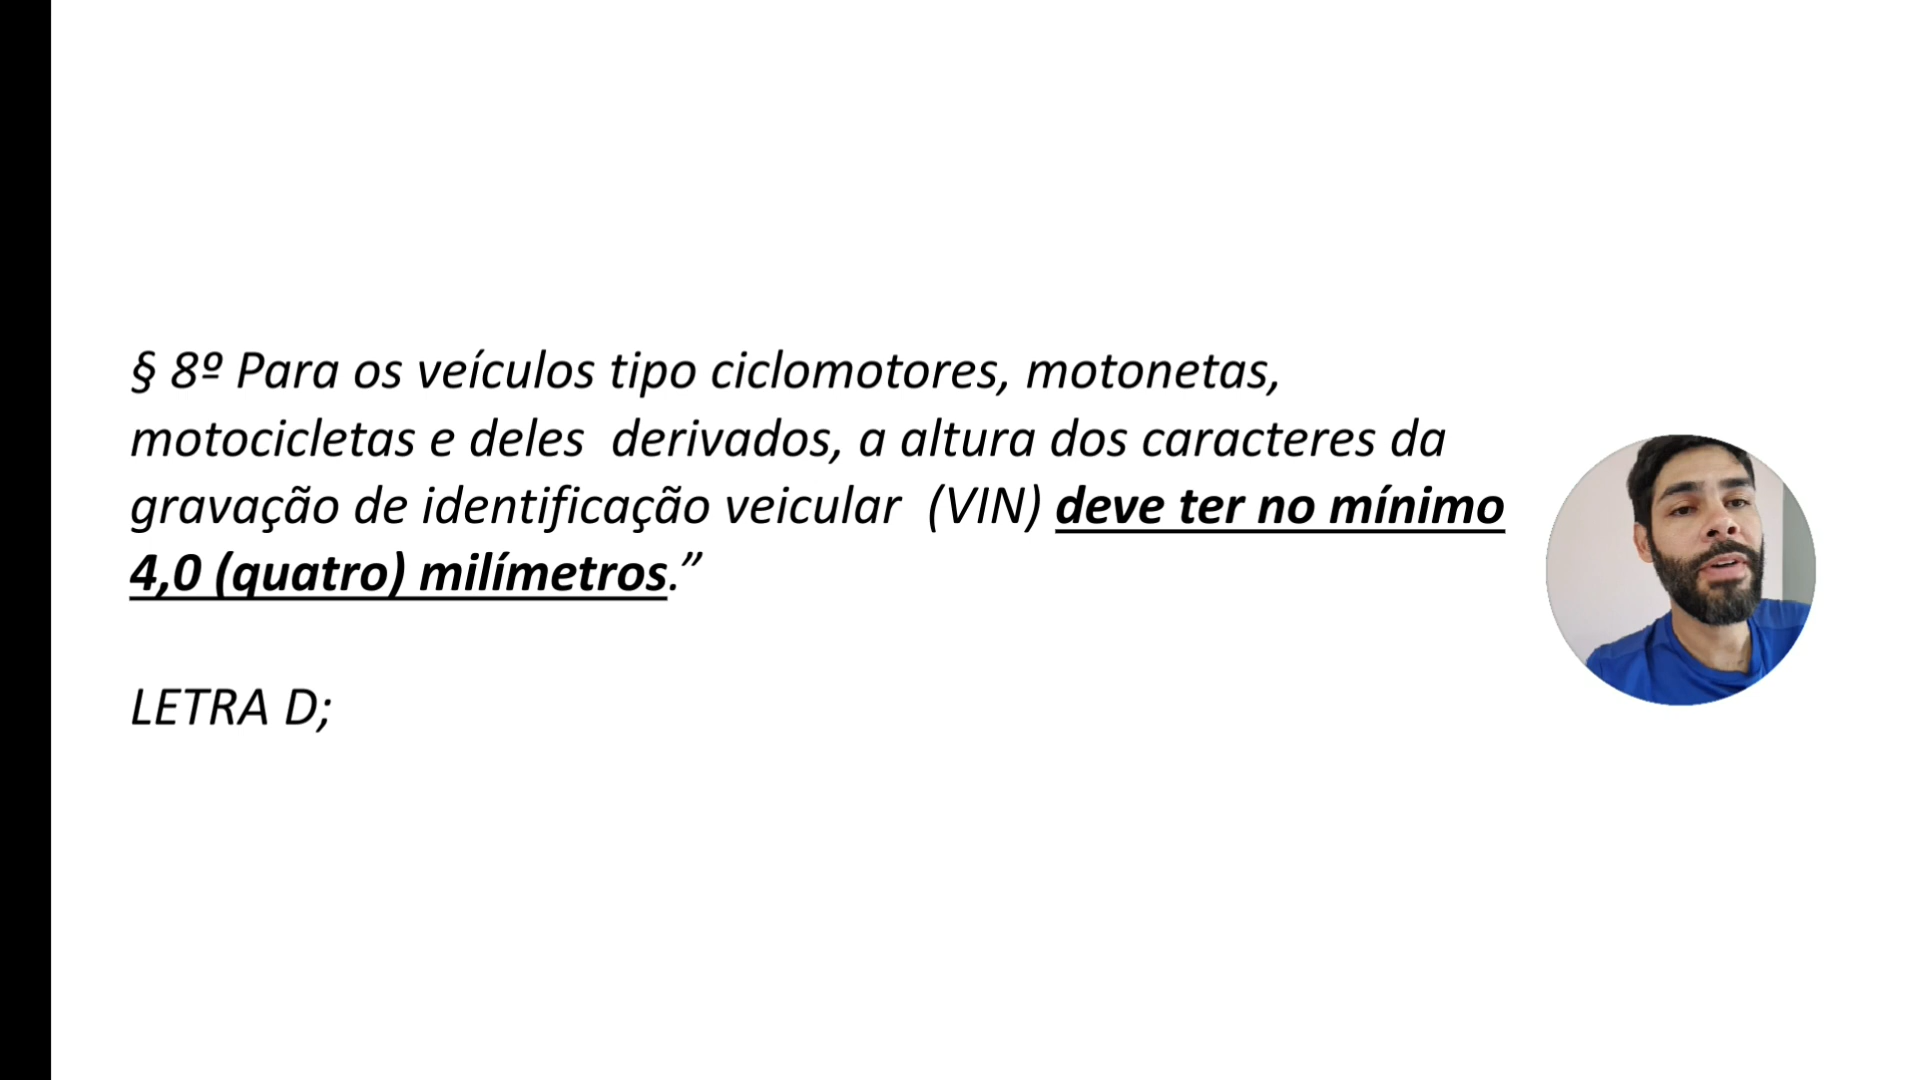 § 8º Para os veículos tipo ciclomotores, motonetas,
motocicletas e deles  derivados, a altura dos caracteres da
gravação de identificação veicular  (VIN) deve ter no mínimo
4,0 (quatro) milímetros.”
LETRA D;